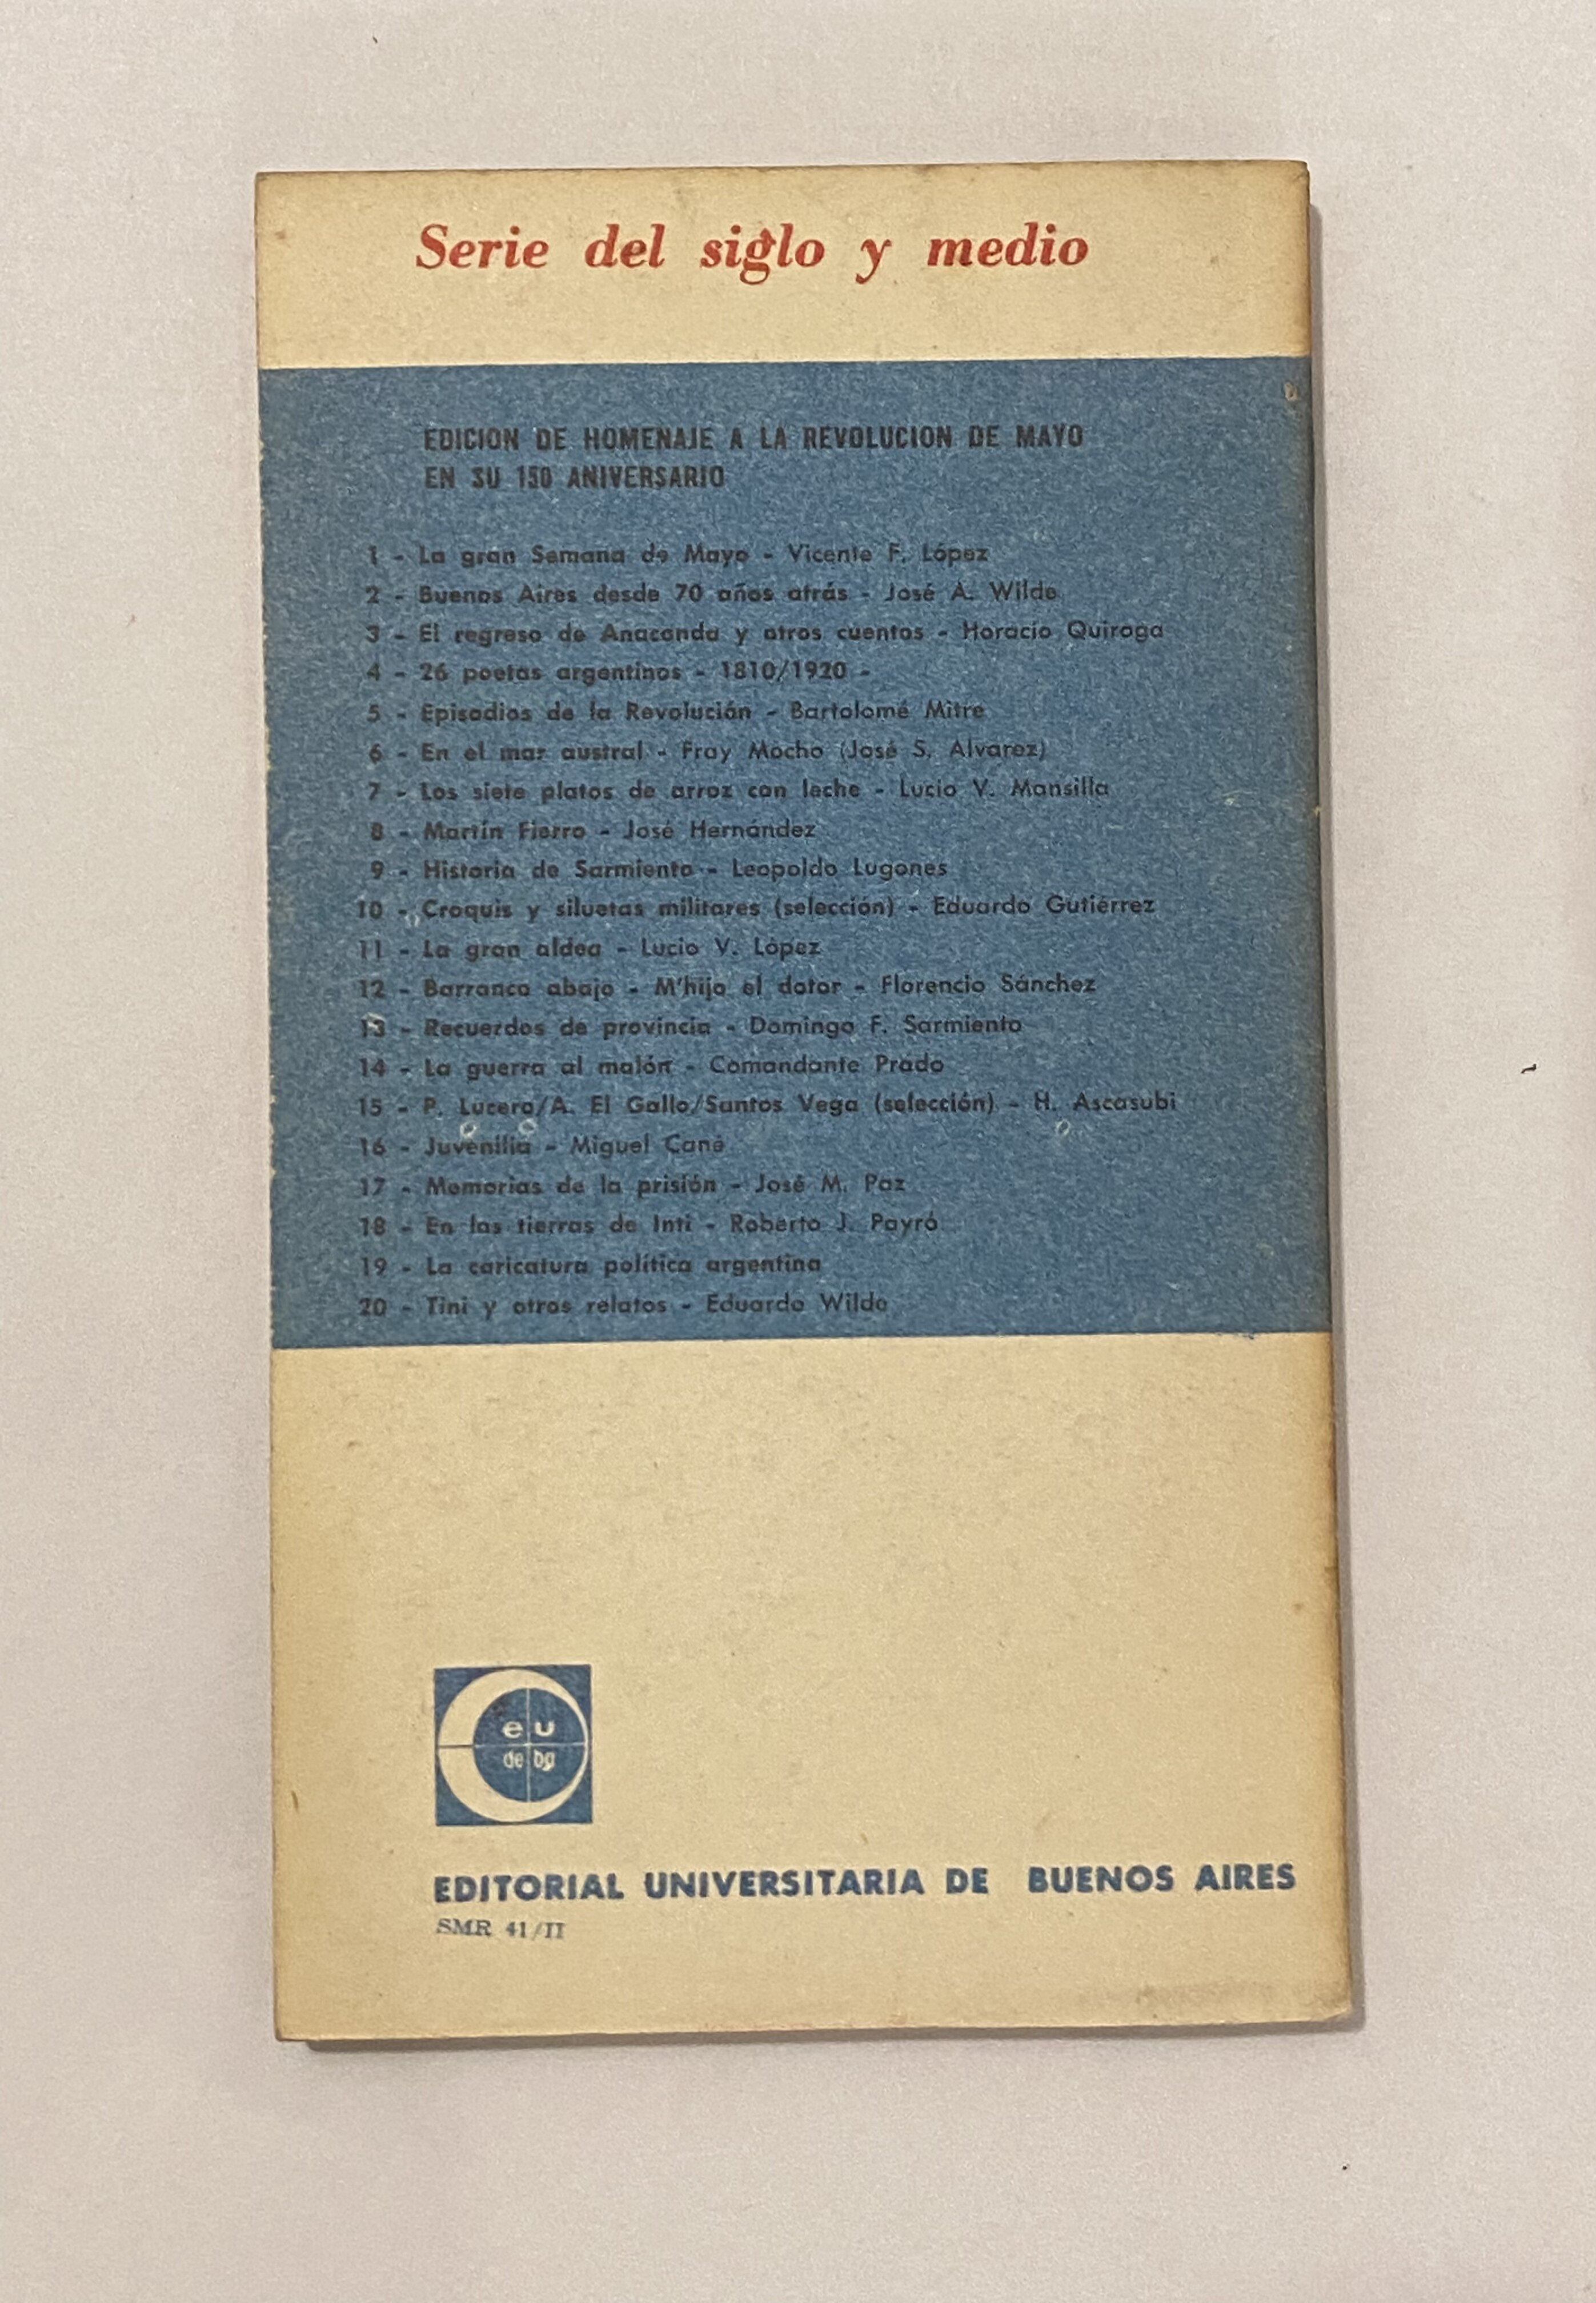 Serie del siglo y medio
EDICION DE HOMENAJE A LA REVOLUCION DE MAYO
EN SU 150 ANIVERSARIO
1 - La gran Semana de Mayo - Vicente F. López
2 - Buenos Aires desde 70 años atrás - José A. Wilde
3 - El regreso de Anaconda y otros cuentos - Horacio Quiroga
4 - 26 poetas argentinos - 1810/1920 -
5 - Episodios de la Revolución - Bartolomé Mitre
6 - En el mar austral - Fray Mocho (José S. Alvarez)
7 - Los siete platos de arroz con leche - Lucio V. Mansilla
8 - Martín Fierro - José Hernández
9 - Historia de Sarmiento - Leopoldo Lugones
10 - Croquis y siluetas militares (selección) - Eduardo Gutiérrez
11 - La gran aldea - Lucio V. López
12 - Barranca abajo - M'hijo el dotor - Florencio Sánchez
13 - Recuerdos de provincia - Domingo F. Sarmiento
14 - La guerra al malón - Comandante Prado
15 - P. Lucero/A. El Gallo/Santos Vega (selección) - H. Ascasubi
16 - Juvenilia - Miguel Cané
17 - Memorias de la prisión - José M. Paz
18 - En las tierras de Inti - Roberto J. Payró
19 - La caricatura política argentina
20 - Tini y otros relatos - Eduardo Wilde
eu
de ba
EDITORIAL UNIVERSITARIA DE BUENOS AIRES
SMR 41/II